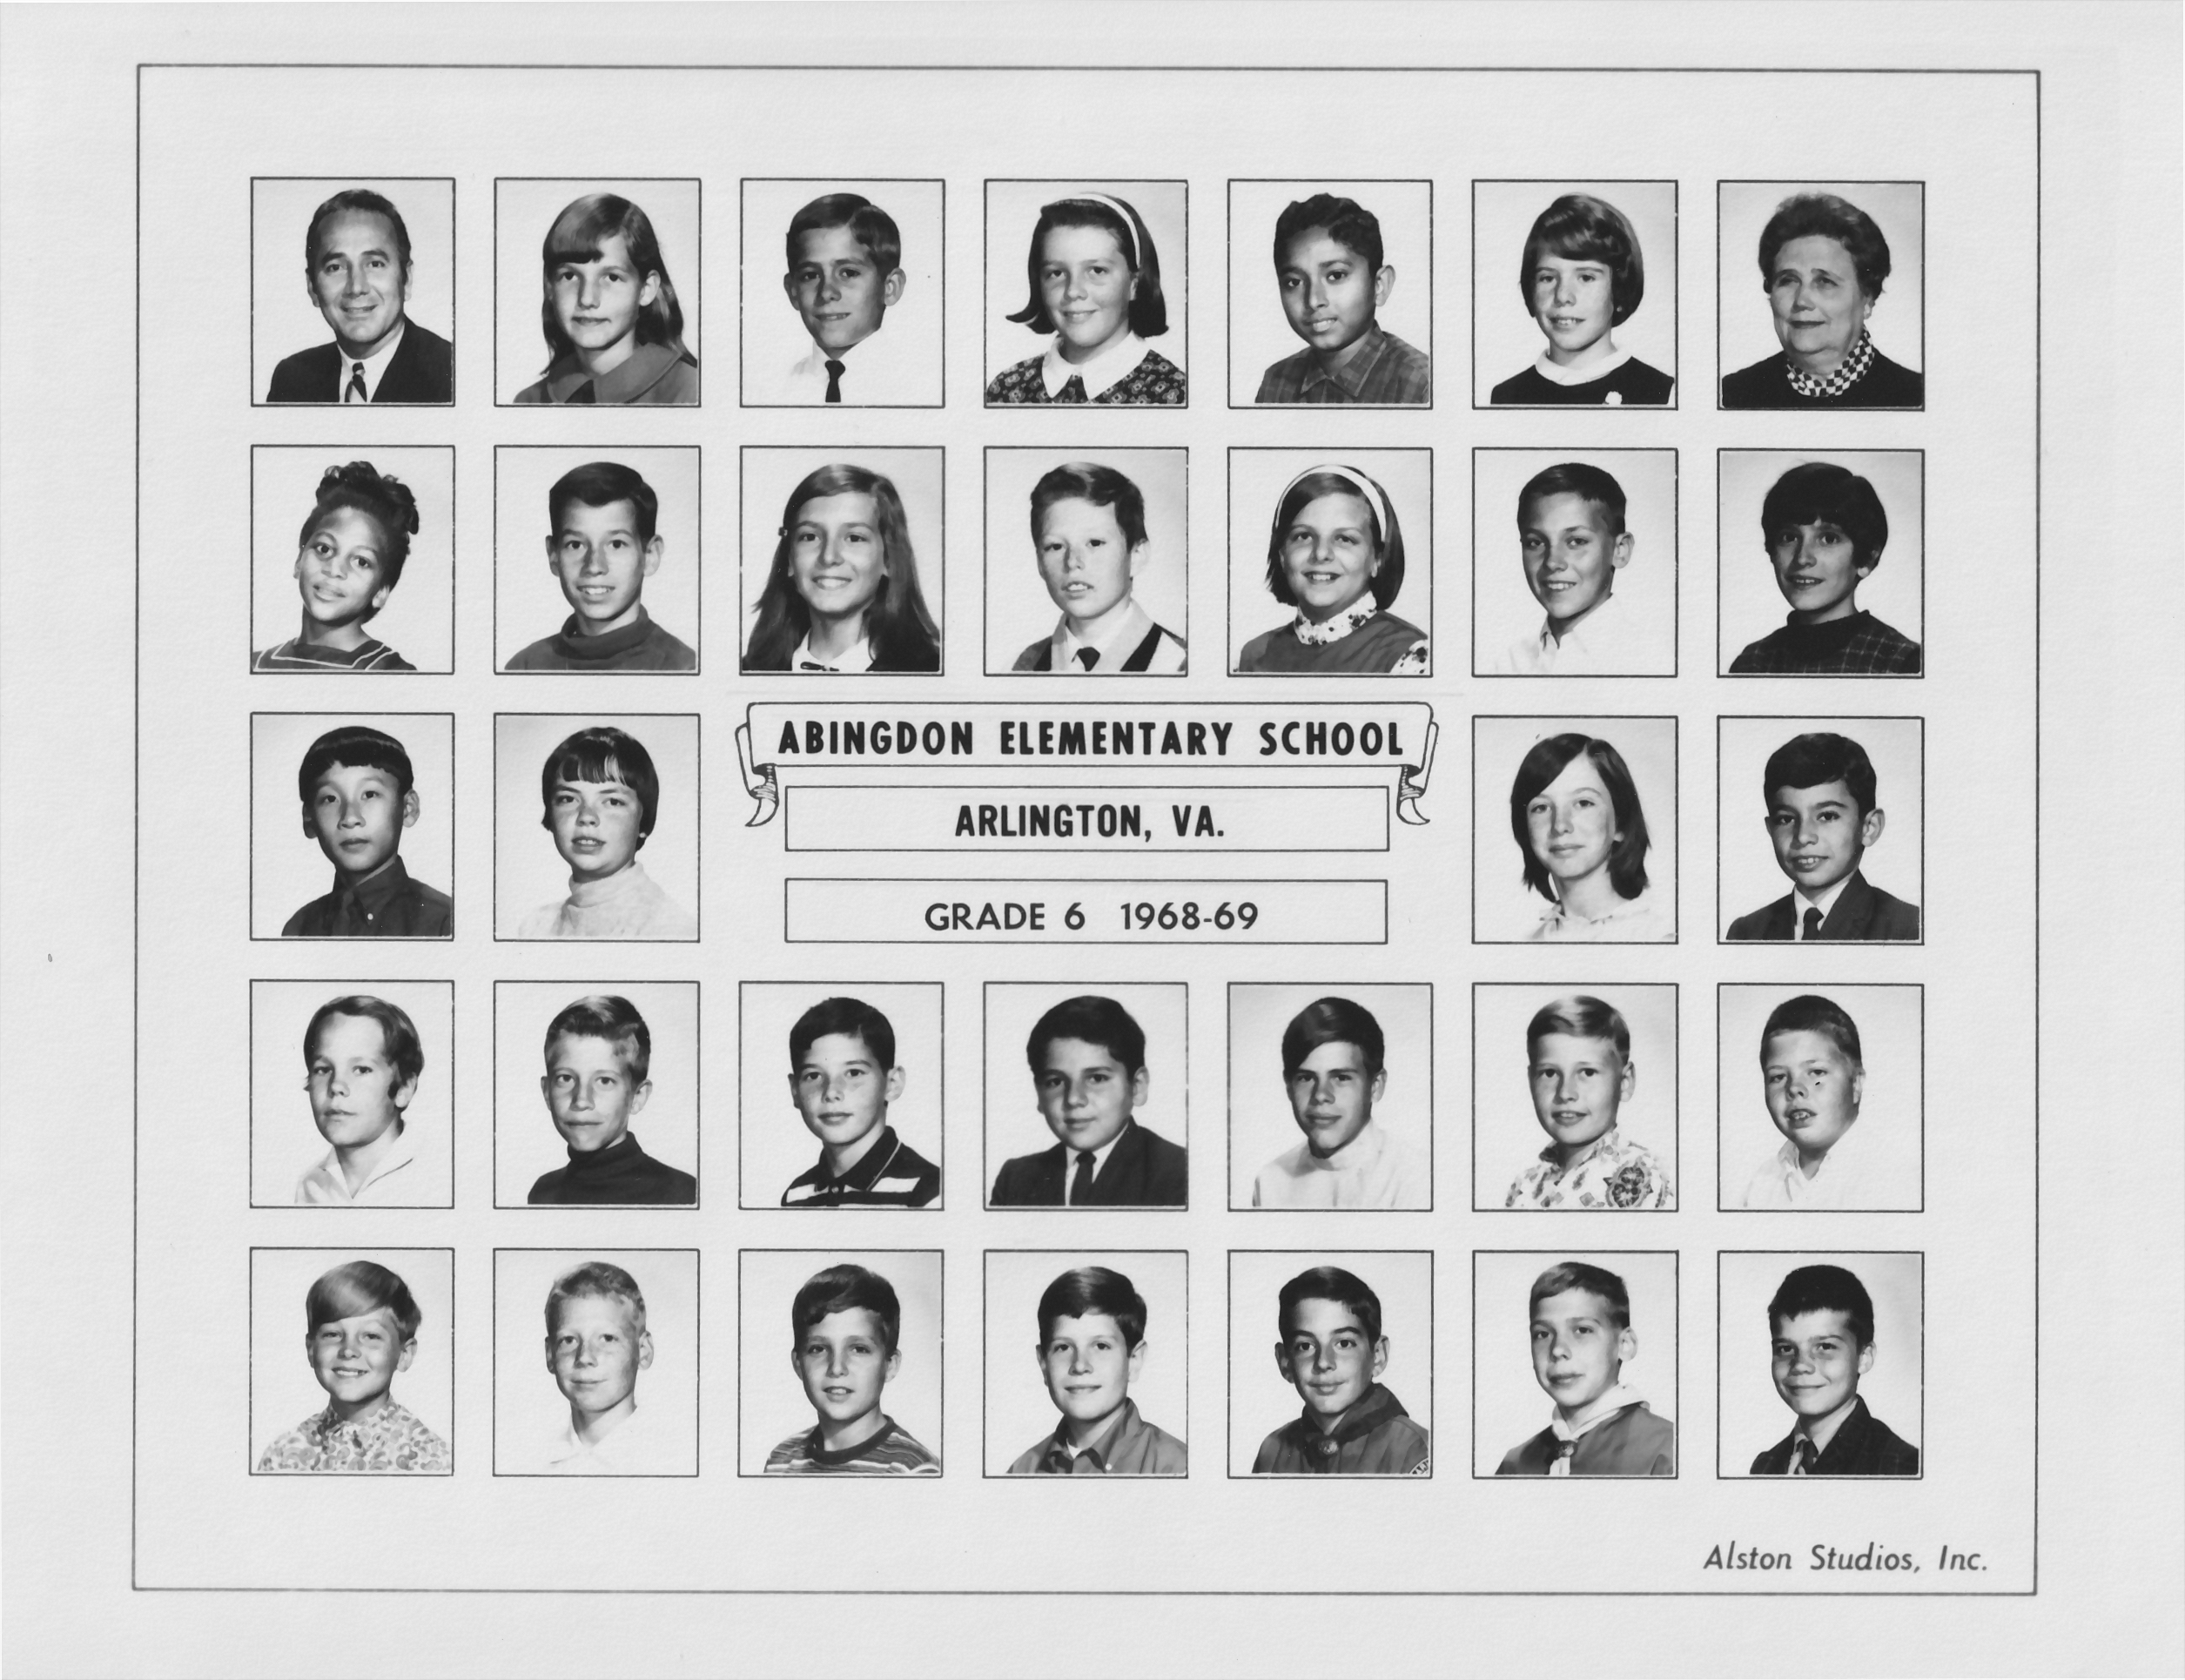 ABINGDON ELEMENTARY SCHOOL
ARLINGTON, VA.
GRADE 6 1968-69
Alston Studios, Inc.